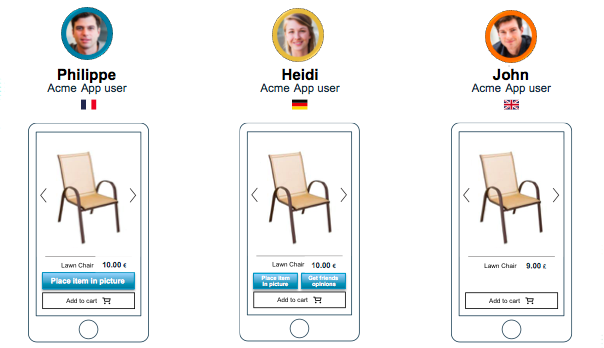 Philippe
Acme App user
Heidi
Acme App user
John
Acme App user
Lawn Chair 10.00 €
Place item in picture
Add to cart
Lawn Chair 10.00 €
Place item
in picture
Get friends
opinions
Add to cart
Lawn Chair 9.00 £
Add to cart